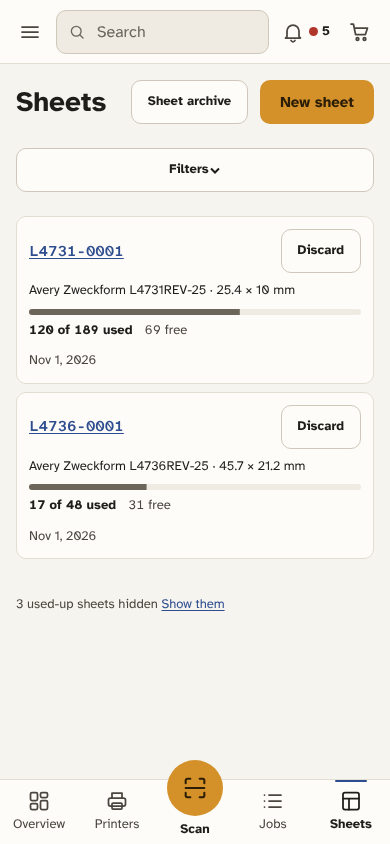 Search
5
Sheets
Sheet archive
New sheet
Filters
L4731-0001
Discard
Avery Zweckform L4731REV-25 · 25.4 × 10 mm
120 of 189 used 69 free
Nov 1, 2026
L4736-0001
Discard
Avery Zweckform L4736REV-25 · 45.7 × 21.2 mm
17 of 48 used 31 free
Nov 1, 2026
3 used-up sheets hidden Show them
Overview
Printers
Scan
Jobs
Sheets